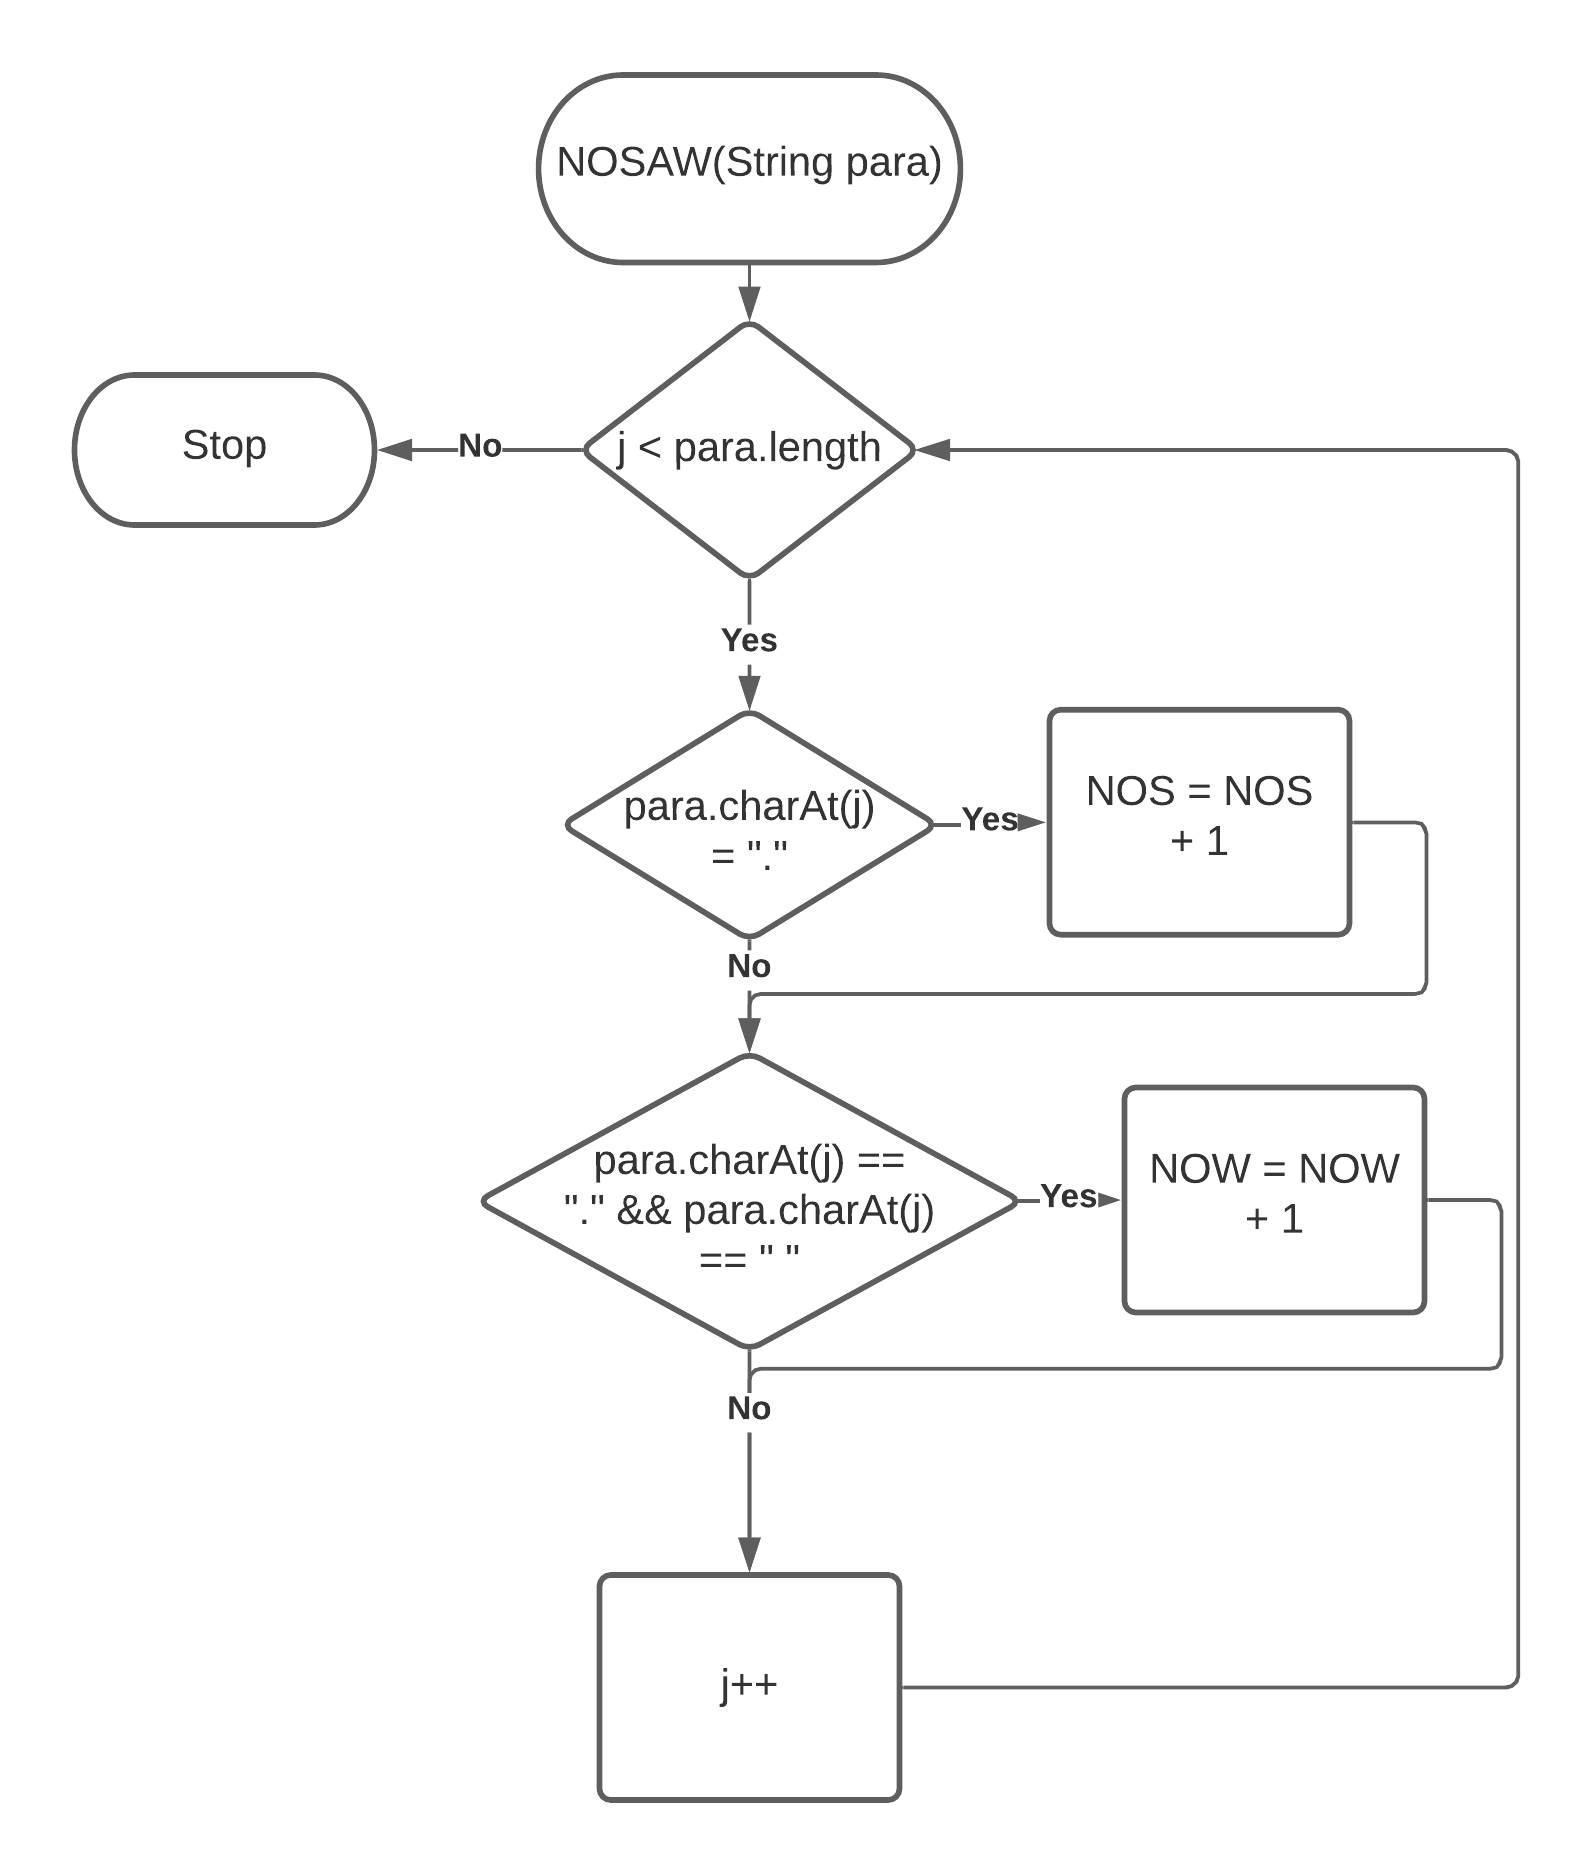 NOSAW(String para)
Stop
No
j < para.length
Yes
para.charAt(j)
= "."
Yes
NOS = NOS
+ 1
No
para.charAt(j) ==
"." && para.charAt(j)
== " "
Yes
NOW = NOW
+ 1
No
j++